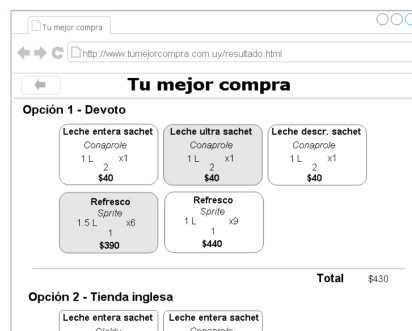 Tu mejor compra
http://www.tumejorcompra.com.uy/resultado.html
Tu mejor compra
Opción 1 - Devoto
Leche entera sachet
Conaprole
1 L x1
2
$40
Leche ultra sachet
Conaprole
1 L x1
2
$40
Leche descr. sachet
Conaprole
1 L x1
2
$40
Refresco
Sprite
1.5 L x6
1
$390
Refresco
Sprite
1 L x9
1
$440
Total $430
Opción 2 - Tienda inglesa
Leche entera sachet
Leche entera sachet
Conaprole